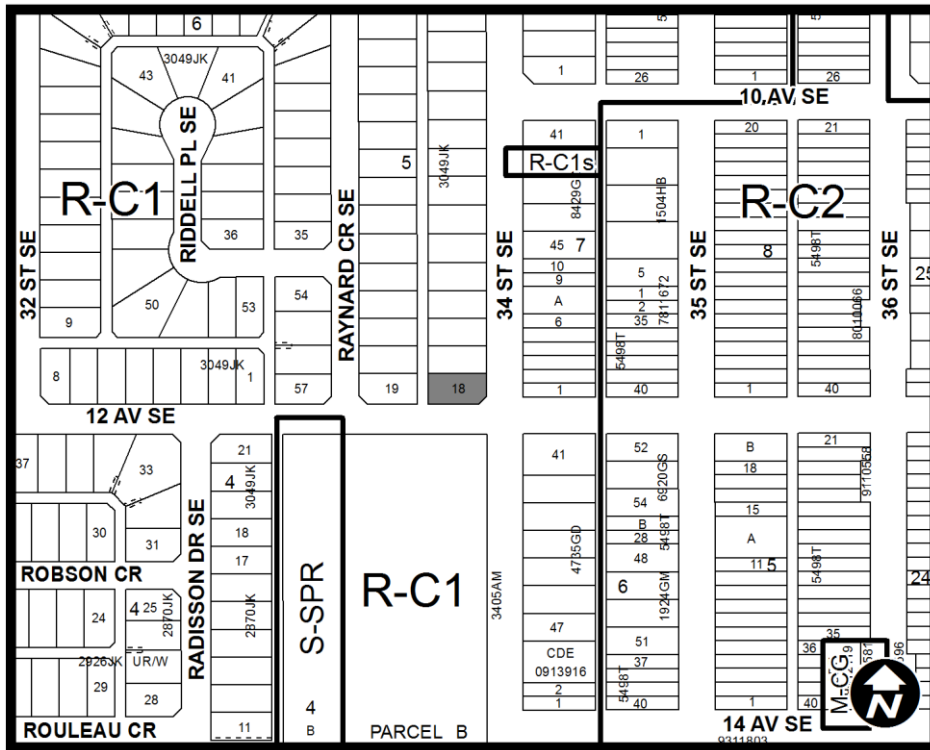 6
3049JK
43
41
1
26
1
26
10 AV SE
41
1
20
21
R-C1s
5
3049JK
8429G
1504HB
R-C1
RIDDELL PL SE
R-C2
36
35
45
7
8
5498T
32 ST SE
RAYNARD CR SE
34 ST SE
35 ST SE
36 ST SE
10
9
5
25
50
53
54
A
1
2
7811672
8010066
9
6
35
3049JK
5498T
8
1
57
19
18
1
40
1
40
12 AV SE
37
33
21
4
3049JK
41
52
B
21
18
6920GS
9110558
54
30
31
18
17
B
28
5498T
15
A
4735GD
48
11
5
5498T
ROBSON CR
RADISSON DR SE
S-SPR
R-C1
3405AM
6
1924GM
24
24
4
25
2870JK
2870JK
47
51
35
36
2926JK
UR/W
CDE
0913916
37
5498T
29
28
2
M-CG
N
4
ROULEAU CR
11
B
PARCEL B
1
40
1
40
14 AV SE
9311803